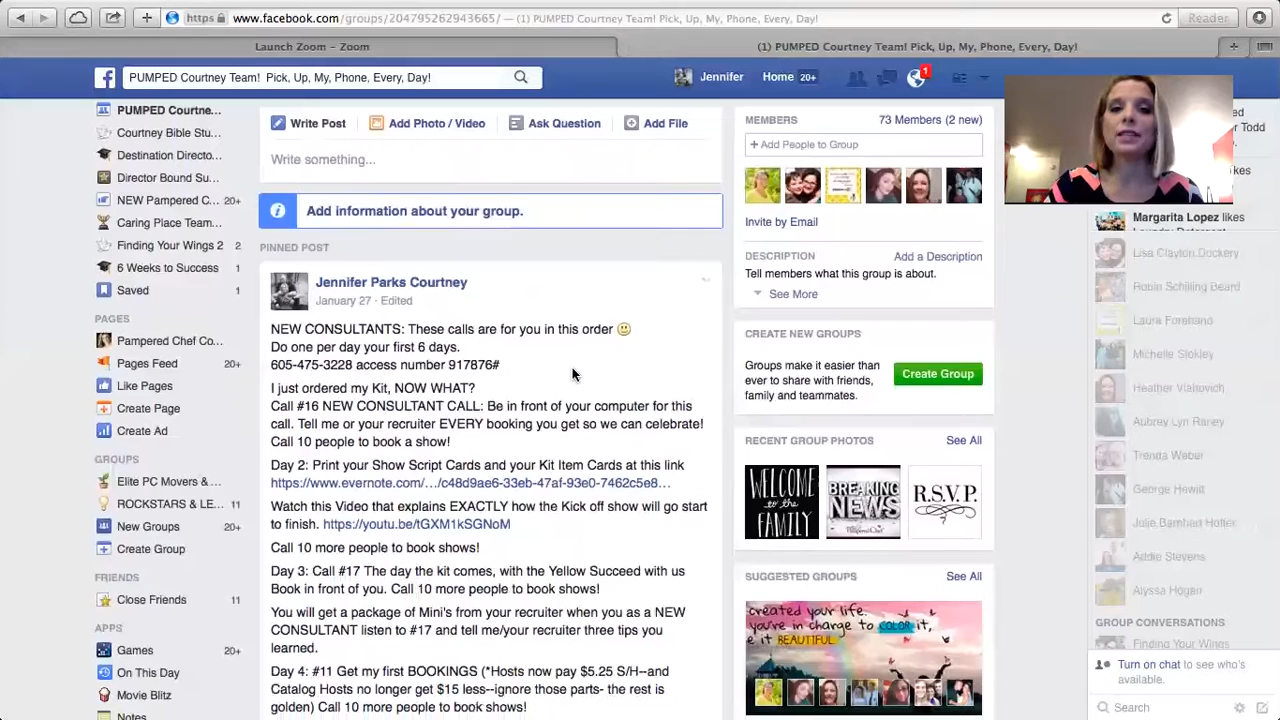 https www.facebook.com/groups/204795262943665/ — (1) PUMPED Courtney Team! Pick, Up, My, Phone, Every, Day!
Reader
Launch Zoom – Zoom
(1) PUMPED Courtney Team! Pick, Up, My, Phone, Every, Day!
PUMPED Courtney Team! Pick, Up, My, Phone, Every, Day!
Jennifer
Home 20+
1
PUMPED Courtne...
Courtney Bible Stu...
Destination Directo...
Director Bound Su...
NEW Pampered C... 20+
Caring Place Team...
Finding Your Wings 2 2
6 Weeks to Success 1
Saved 1
PAGES
Pampered Chef Co...
Pages Feed 20+
Like Pages
Create Page
Create Ad
GROUPS
Elite PC Movers & ...
ROCKSTARS & LE... 11
New Groups 20+
Create Group
FRIENDS
Close Friends 11
APPS
Games 20+
On This Day
Movie Blitz
Notes
Write Post
Add Photo / Video
Ask Question
Add File
Write something...
Add information about your group.
PINNED POST
Jennifer Parks Courtney
January 27 · Edited
NEW CONSULTANTS: These calls are for you in this order
Do one per day your first 6 days.
605-475-3228 access number 917876#
I just ordered my Kit, NOW WHAT?
Call #16 NEW CONSULTANT CALL: Be in front of your computer for this
call. Tell me or your recruiter EVERY booking you get so we can celebrate!
Call 10 people to book a show!
Day 2: Print your Show Script Cards and your Kit Item Cards at this link
https://www.evernote.com/.../c48d9ae6-33eb-47af-93e0-7462c5e8...
Watch this Video that explains EXACTLY how the Kick off show will go start
to finish. https://youtu.be/tGXM1kSGNoM
Call 10 more people to book shows!
Day 3: Call #17 The day the kit comes, with the Yellow Succeed with us
Book in front of you. Call 10 more people to book shows!
You will get a package of Mini's from your recruiter when you as a NEW
CONSULTANT listen to #17 and tell me/your recruiter three tips you
learned.
Day 4: #11 Get my first BOOKINGS (*Hosts now pay $5.25 S/H--and
Catalog Hosts no longer get $15 less--ignore those parts- the rest is
golden) Call 10 more people to book shows!
MEMBERS
73 Members (2 new)
+ Add People to Group
Invite by Email
DESCRIPTION
Add a Description
Tell members what this group is about.
See More
CREATE NEW GROUPS
Groups make it easier than
ever to share with friends,
family and teammates.
Create Group
RECENT GROUP PHOTOS
See All
WELCOME
to the
FAMILY
BREAKING
NEWS
R.S.V.P.
SUGGESTED GROUPS
See All
created your life.
you're in charge to COLOR it,
e it BEAUTIFUL
or Todd
kes
Margarita Lopez likes
Laundry Detergent
Lisa Clayton Dockery
Robin Schilling Beard
Laura Forehand
Michelle Stokley
Aubrey Lyn Raney
Trenda Weber
George Hewitt
Addie Stevens
Alyssa Hogan
GROUP CONVERSATIONS
Finding Your Wings
Turn on chat to see who's
available.
Search